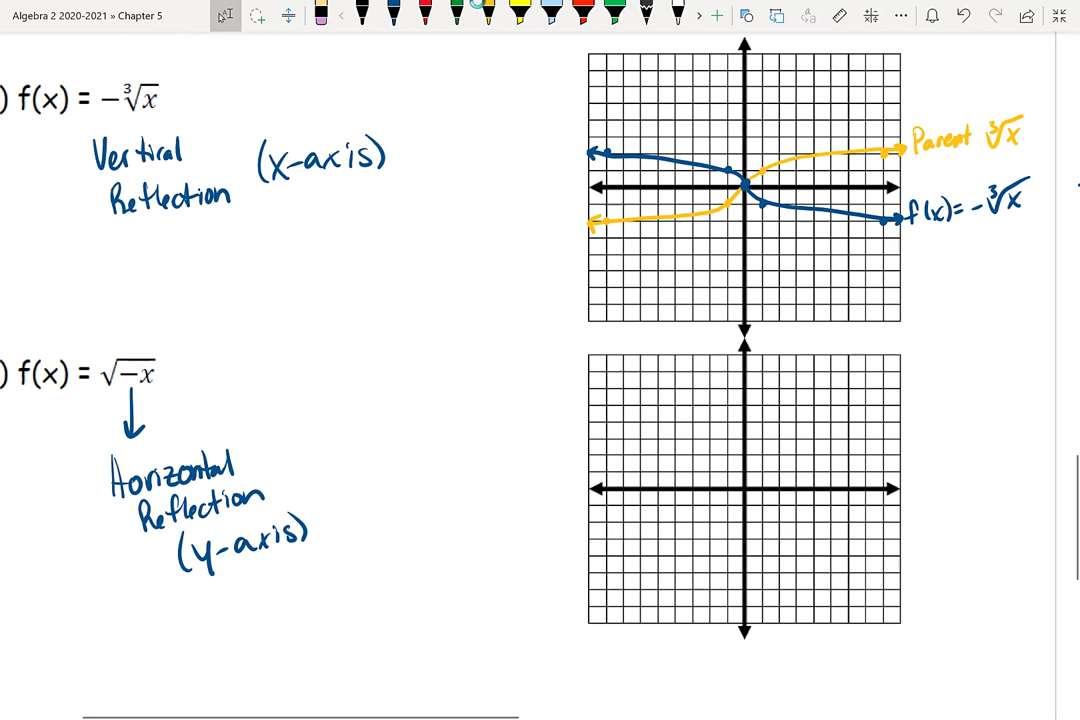 Algebra 2 2020-2021 » Chapter 5
) f(x) = -∛x
Vertical (x-axis)
Reflection
Parent ∛x
f(x)= -∛x
) f(x) = √-x
Horizontal
Reflection
(y-axis)